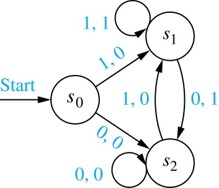 1, 1
s1
1, 0
Start
s0
1, 0
0, 1
0, 0
s2
0, 0